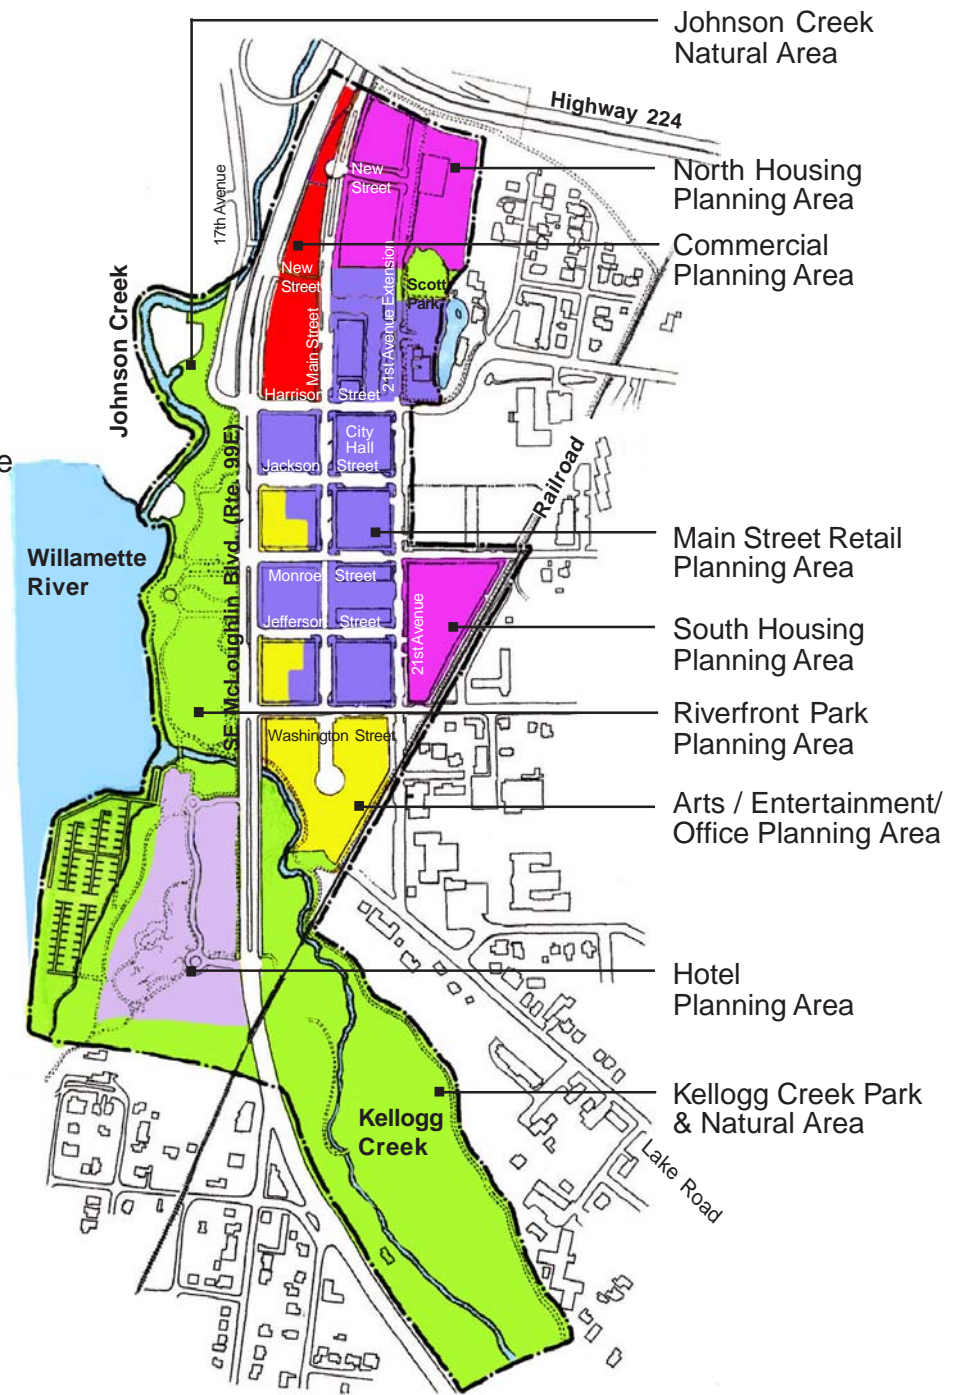 Johnson Creek
Natural Area
Highway 224
North Housing
Planning Area
17th Avenue
New
Street
Commercial
Planning Area
New
Street
Scott
Park
Johnson Creek
Main Street
21st Avenue Extension
Harrison Street
City
Hall
Jackson Street
e
SE McLoughlin Blvd. (Rte. 99E)
Railroad
Main Street Retail
Planning Area
Willamette
River
Monroe Street
Jefferson Street
21st Avenue
South Housing
Planning Area
Riverfront Park
Planning Area
Washington Street
Arts / Entertainment/
Office Planning Area
Hotel
Planning Area
Kellogg Creek Park
& Natural Area
Kellogg
Creek
Lake Road